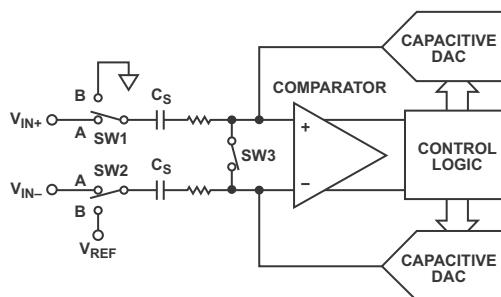 CAPACITIVE
DAC
B
COMPARATOR
CS
VIN+
A
SW1
+
SW3
CONTROL
LOGIC
VIN–
A
SW2
CS
–
B
VREF
CAPACITIVE
DAC